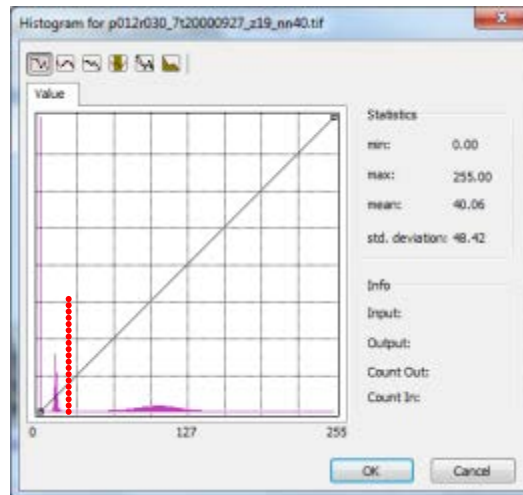 Histogram for p012r030_7t20000927_z19_nn40.tif
Value
Statistics
min: 0.00
max: 255.00
mean: 40.06
std. deviation: 48.42
Info
Input:
Output:
Count Out:
Count In:
0 127 255
OK Cancel